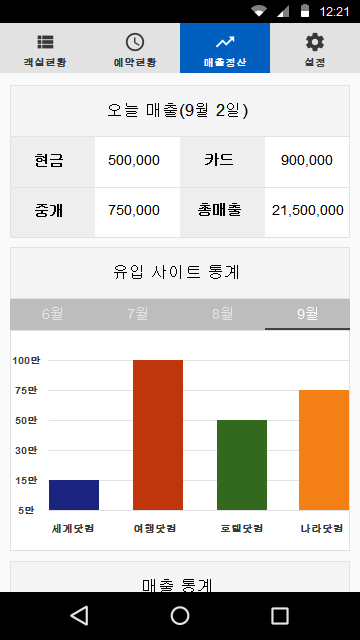 12:21
객실현황 예약현황 매출정산 설정
오늘 매출(9월 2일)
현금 500,000 카드 900,000
중개 750,000 총매출 21,500,000
유입 사이트 통계
6월 7월 8월 9월
100만
75만
50만
30만
15만
5만
세계닷컴 여행닷컴 호텔닷컴 나라닷컴
매출 통계